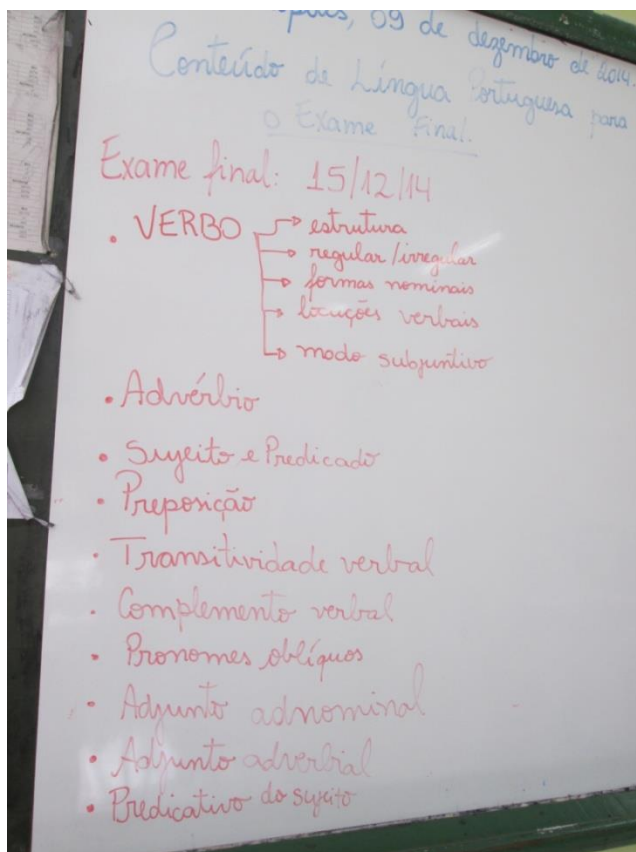 09 de dezembro de 2014.
Conteúdo de Língua Portuguesa para
o Exame Final.
Exame final: 15/12/14
• VERBO → estrutura
→ regular/irregular
→ formas nominais
→ locuções verbais
→ modo subjuntivo
• Advérbio
• Sujeito e Predicado
• Preposição
• Transitividade verbal
• Complemento verbal
• Pronomes oblíquos
• Adjunto adnominal
• Adjunto adverbial
• Predicativo do sujeito